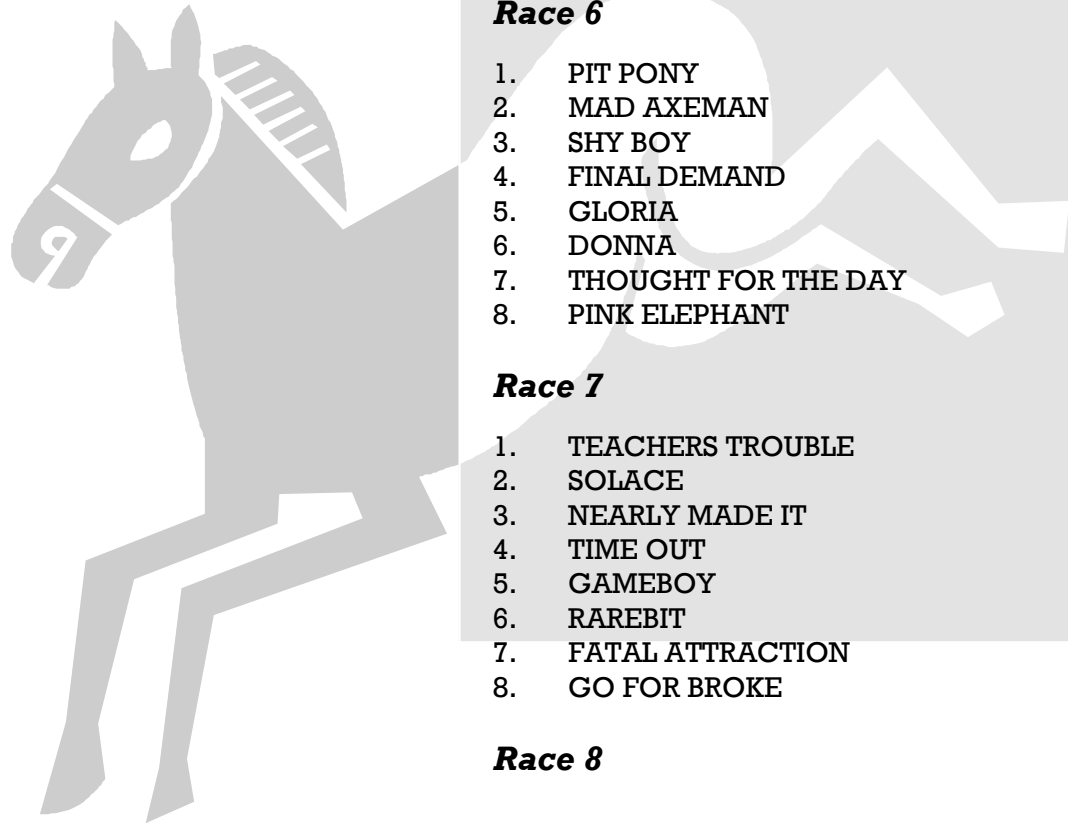 Race 6
1. PIT PONY
2. MAD AXEMAN
3. SHY BOY
4. FINAL DEMAND
5. GLORIA
6. DONNA
7. THOUGHT FOR THE DAY
8. PINK ELEPHANT
Race 7
1. TEACHERS TROUBLE
2. SOLACE
3. NEARLY MADE IT
4. TIME OUT
5. GAMEBOY
6. RAREBIT
7. FATAL ATTRACTION
8. GO FOR BROKE
Race 8